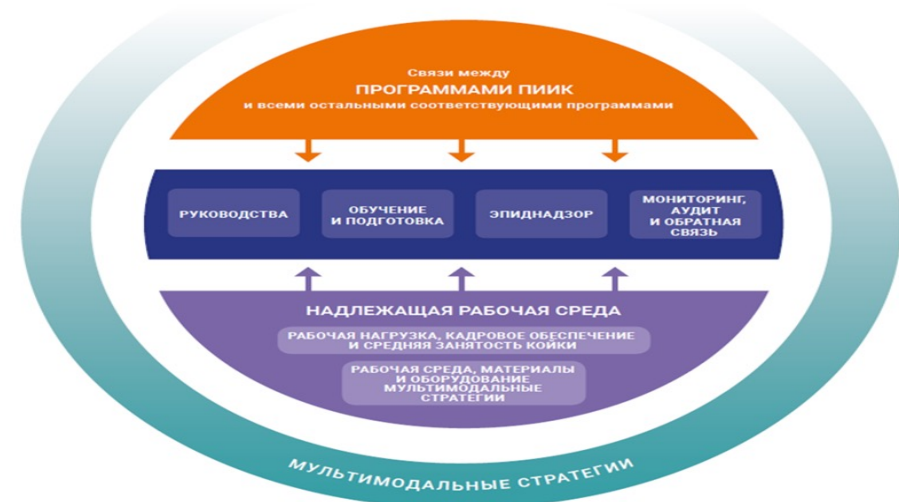 Связи между
ПРОГРАММАМИ ПИИК
и всеми остальными соответствующими программами
РУКОВОДСТВА
ОБУЧЕНИЕ
И ПОДГОТОВКА
ЭПИДНАДЗОР
МОНИТОРИНГ,
АУДИТ
И ОБРАТНАЯ
СВЯЗЬ
НАДЛЕЖАЩАЯ РАБОЧАЯ СРЕДА
РАБОЧАЯ НАГРУЗКА, КАДРОВОЕ ОБЕСПЕЧЕНИЕ
И СРЕДНЯЯ ЗАНЯТОСТЬ КОЙКИ
РАБОЧАЯ СРЕДА, МАТЕРИАЛЫ
И ОБОРУДОВАНИЕ
МУЛЬТИМОДАЛЬНЫЕ
СТРАТЕГИИ
МУЛЬТИМОДАЛЬНЫЕ СТРАТЕГИИ